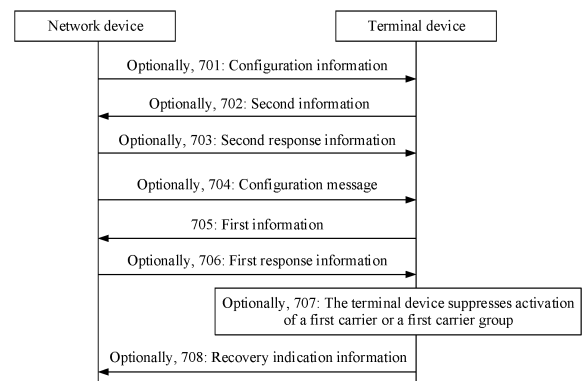 Network device
Terminal device
Optionally, 701: Configuration information
Optionally, 702: Second information
Optionally, 703: Second response information
Optionally, 704: Configuration message
705: First information
Optionally, 706: First response information
Optionally, 707: The terminal device suppresses activation
of a first carrier or a first carrier group
Optionally, 708: Recovery indication information